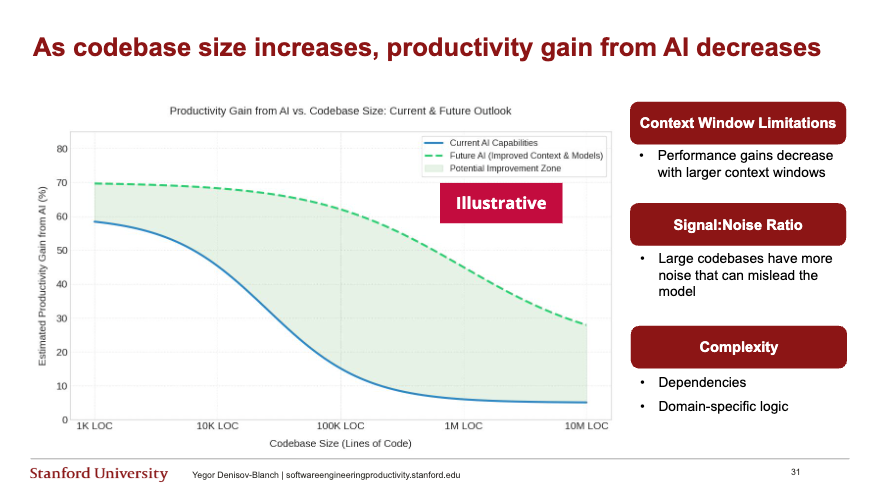 As codebase size increases, productivity gain from AI decreases
Productivity Gain from AI vs. Codebase Size: Current & Future Outlook
Estimated Productivity Gain from AI (%)
80
70
60
50
40
30
20
10
0
Current AI Capabilities
Future AI (Improved Context & Models)
Potential Improvement Zone
Illustrative
1K LOC
10K LOC
100K LOC
1M LOC
10M LOC
Codebase Size (Lines of Code)
Context Window Limitations
• Performance gains decrease
with larger context windows
Signal:Noise Ratio
• Large codebases have more
noise that can mislead the
model
Complexity
• Dependencies
• Domain-specific logic
Stanford University
Yegor Denisov-Blanch | softwareengineeringproductivity.stanford.edu
31